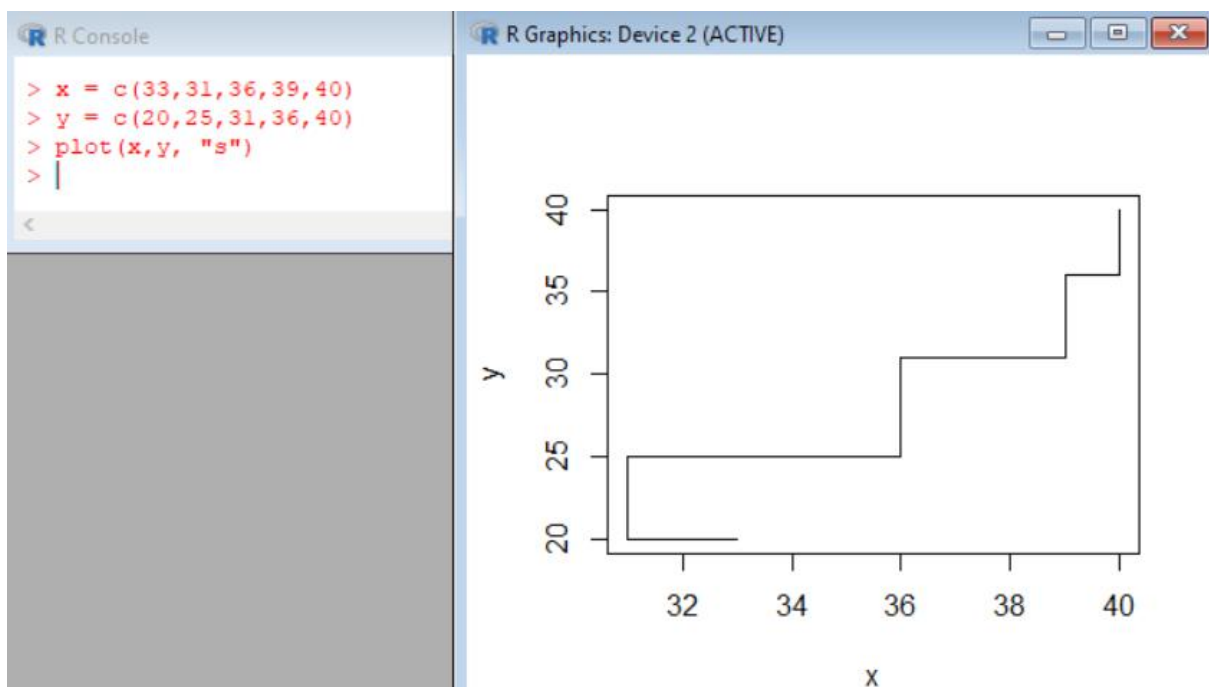 R Console
> x = c(33,31,36,39,40)
> y = c(20,25,31,36,40)
> plot(x,y, "s")
>
R Graphics: Device 2 (ACTIVE)
40
35
30
25
20
y
32 34 36 38 40
x